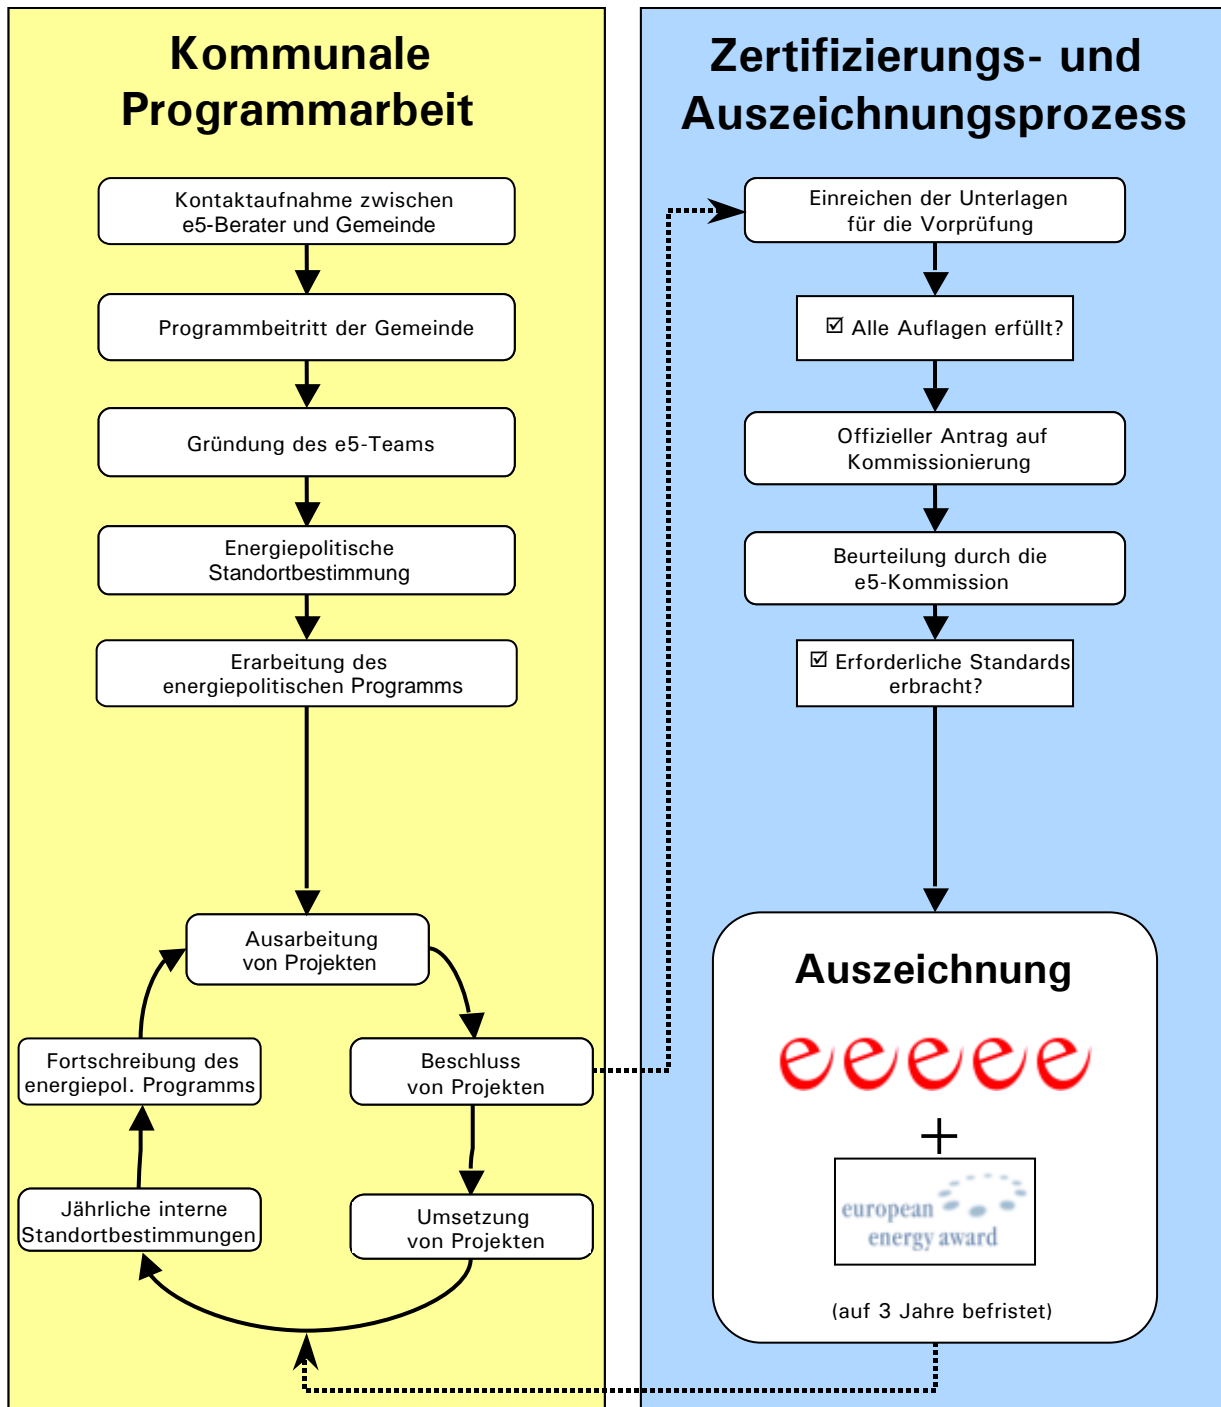 Kommunale
Programmarbeit
Kontaktaufnahme zwischen
e5-Berater und Gemeinde
Programmbeitritt der Gemeinde
Gründung des e5-Teams
Energiepolitische
Standortbestimmung
Erarbeitung des
energiepolitischen Programms
Ausarbeitung
von Projekten
Fortschreibung des
energiepol. Programms
Beschluss
von Projekten
Jährliche interne
Standortbestimmungen
Umsetzung
von Projekten
Zertifizierungs- und
Auszeichnungsprozess
Einreichen der Unterlagen
für die Vorprüfung
☑ Alle Auflagen erfüllt?
Offizieller Antrag auf
Kommissionierung
Beurteilung durch die
e5-Kommission
☑ Erforderliche Standards
erbracht?
Auszeichnung
eeeee
+
european
energy award
(auf 3 Jahre befristet)